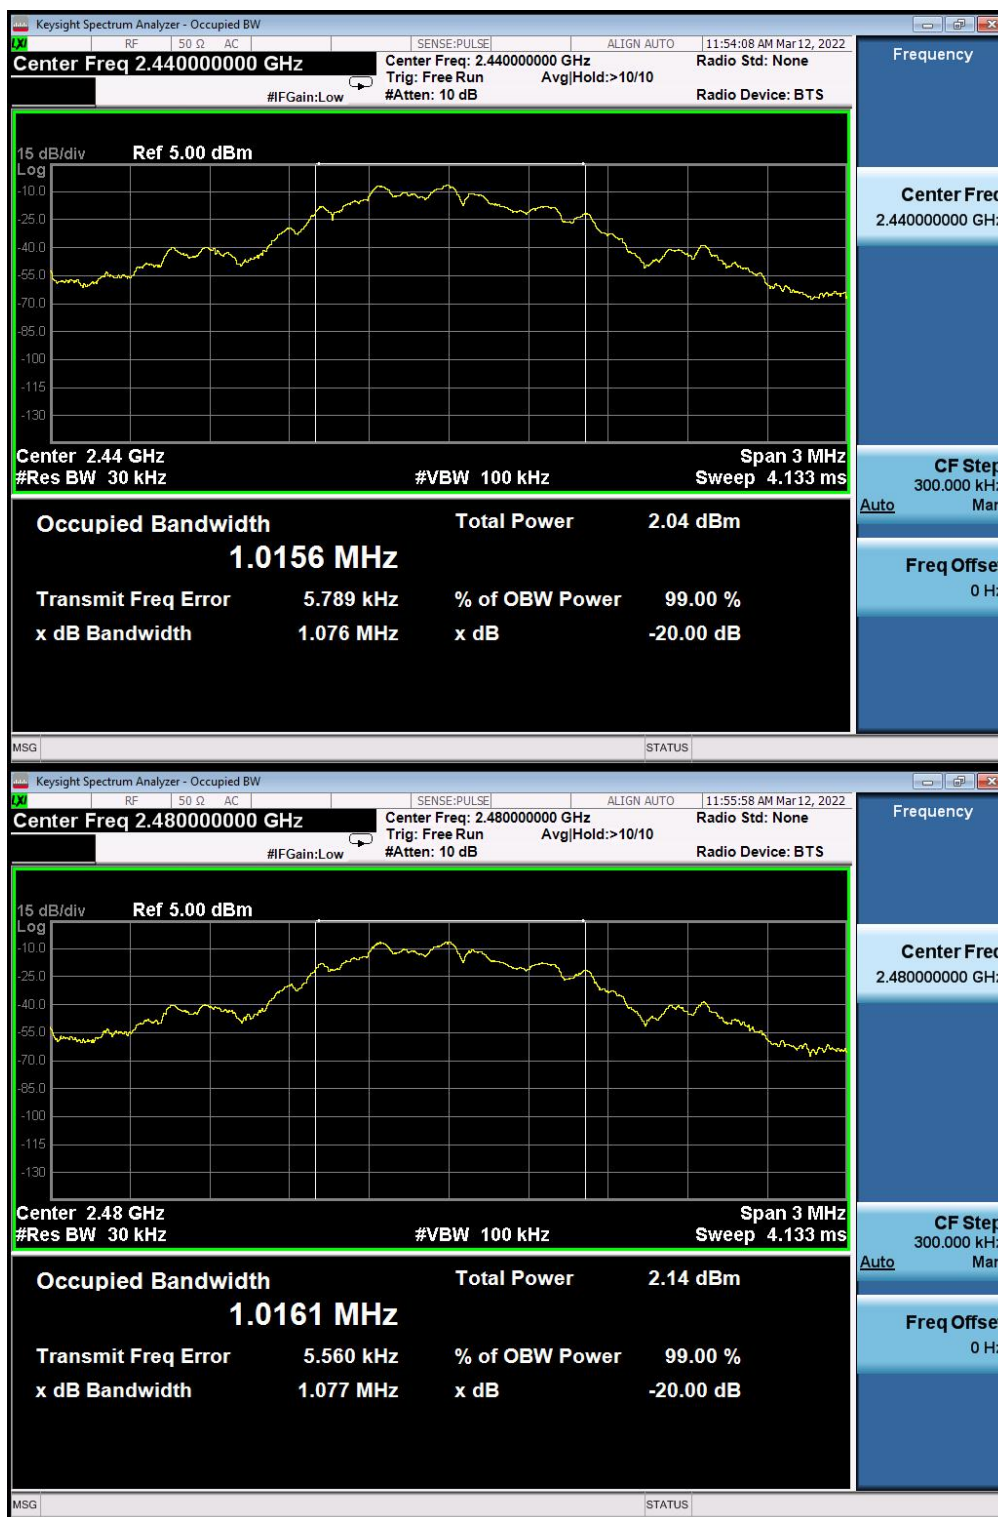 Keysight Spectrum Analyzer - Occupied BW
LXI RF 50 Ω AC SENSE:PULSE ALIGN AUTO 11:54:08 AM Mar 12, 2022
Center Freq 2.440000000 GHz Center Freq: 2.440000000 GHz Radio Std: None
Trig: Free Run Avg|Hold:>10/10
#IFGain:Low #Atten: 10 dB Radio Device: BTS
Frequency
15 dB/div Ref 5.00 dBm
Log
-10.0
-25.0
-40.0
-55.0
-70.0
-85.0
-100
-115
-130
Center Freq
2.440000000 GHz
Center 2.44 GHz Span 3 MHz
#Res BW 30 kHz #VBW 100 kHz Sweep 4.133 ms
CF Step
300.000 kHz
Auto Man
Occupied Bandwidth Total Power 2.04 dBm
1.0156 MHz
Transmit Freq Error 5.789 kHz % of OBW Power 99.00 %
x dB Bandwidth 1.076 MHz x dB -20.00 dB
Freq Offset
0 Hz
MSG STATUS
Keysight Spectrum Analyzer - Occupied BW
LXI RF 50 Ω AC SENSE:PULSE ALIGN AUTO 11:55:58 AM Mar 12, 2022
Center Freq 2.480000000 GHz Center Freq: 2.480000000 GHz Radio Std: None
Trig: Free Run Avg|Hold:>10/10
#IFGain:Low #Atten: 10 dB Radio Device: BTS
Frequency
15 dB/div Ref 5.00 dBm
Log
-10.0
-25.0
-40.0
-55.0
-70.0
-85.0
-100
-115
-130
Center Freq
2.480000000 GHz
Center 2.48 GHz Span 3 MHz
#Res BW 30 kHz #VBW 100 kHz Sweep 4.133 ms
CF Step
300.000 kHz
Auto Man
Occupied Bandwidth Total Power 2.14 dBm
1.0161 MHz
Transmit Freq Error 5.560 kHz % of OBW Power 99.00 %
x dB Bandwidth 1.077 MHz x dB -20.00 dB
Freq Offset
0 Hz
MSG STATUS